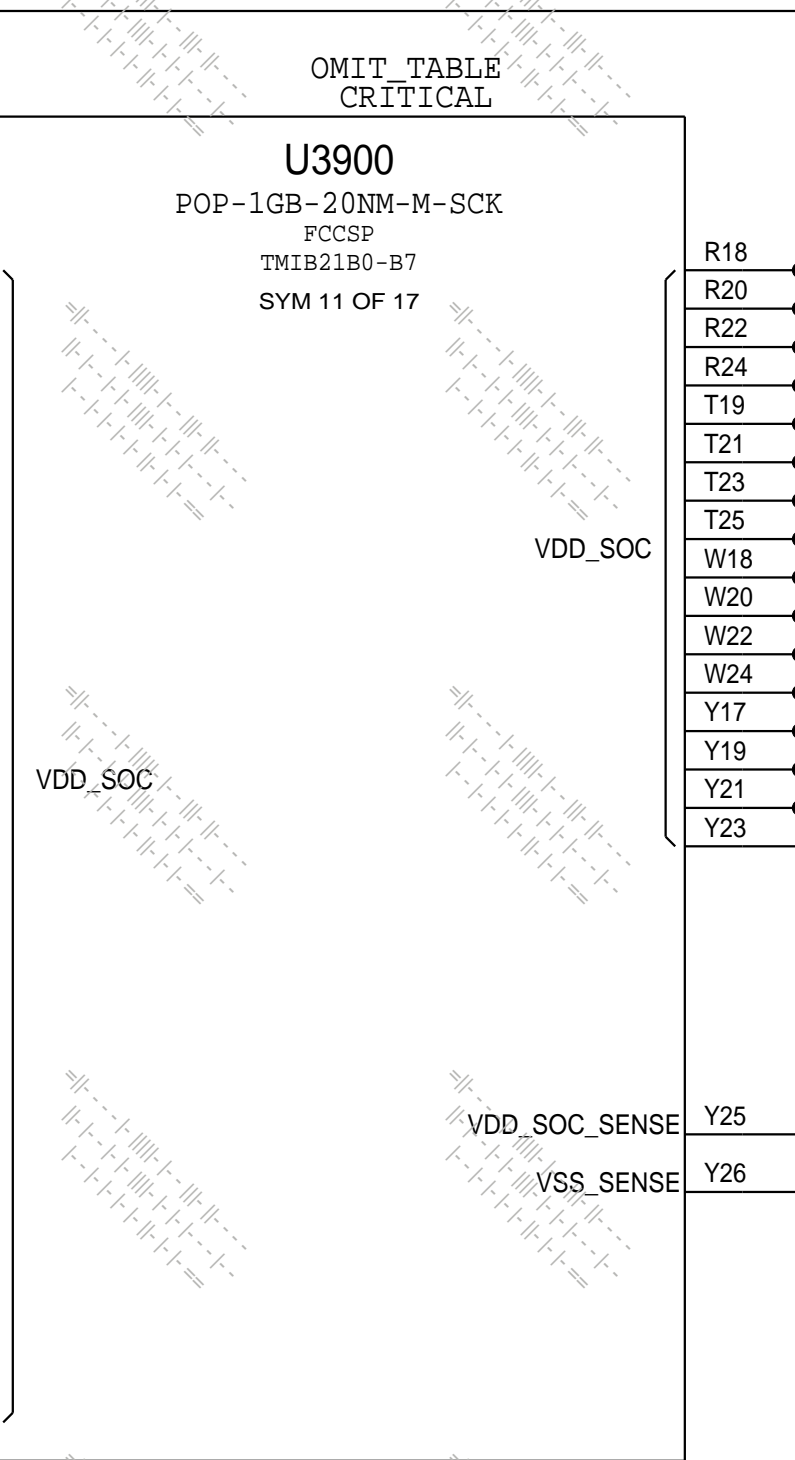 OMIT_TABLE
CRITICAL
U3900
POP-1GB-20NM-M-SCK
FCCSP
TMIB21B0-B7
SYM 11 OF 17
R18
R20
R22
R24
T19
T21
T23
T25
VDD_SOC
W18
W20
W22
W24
Y17
Y19
VDD_SOC
Y21
Y23
VDD_SOC_SENSE Y25
VSS_SENSE Y26